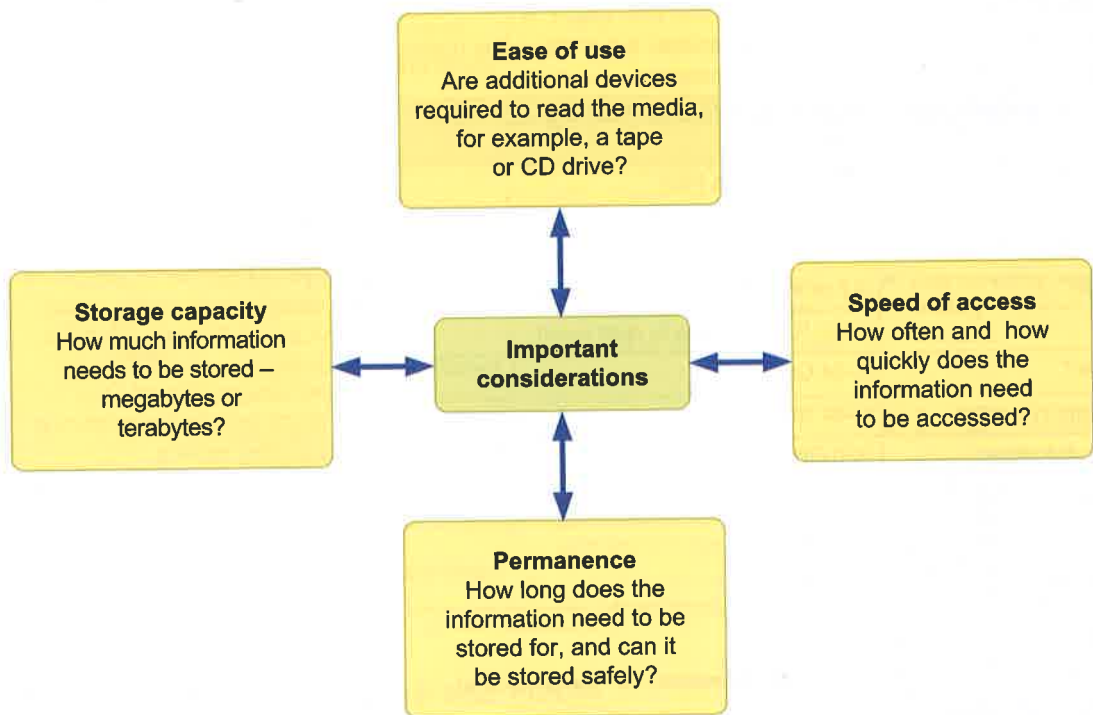 Ease of use
Are additional devices
required to read the media,
for example, a tape
or CD drive?
Storage capacity
How much information
needs to be stored –
megabytes or
terabytes?
Important
considerations
Speed of access
How often and how
quickly does the
information need
to be accessed?
Permanence
How long does the
information need to be
stored for, and can it
be stored safely?